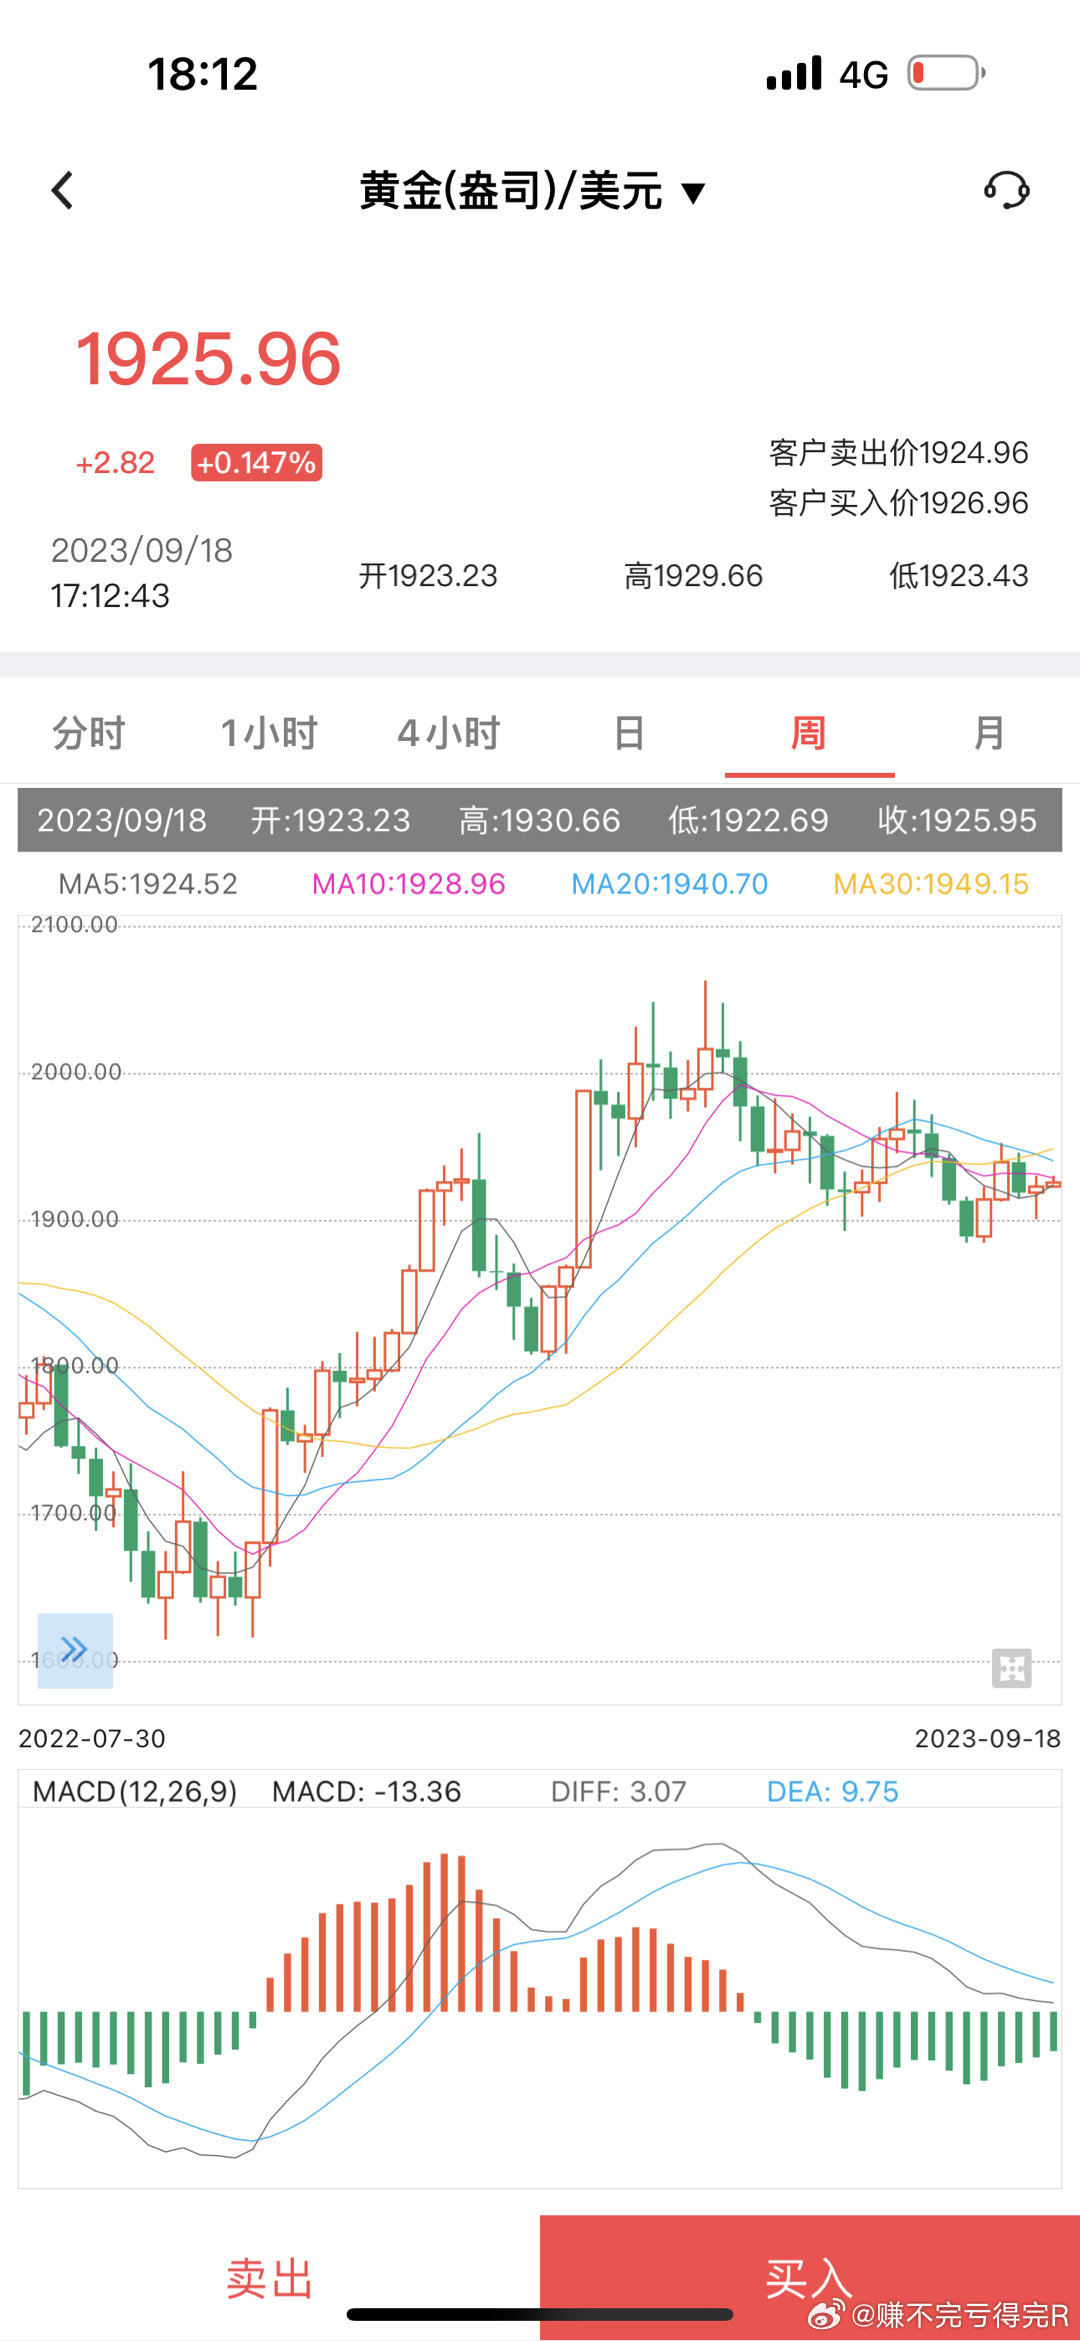 18:12 4G
黄金(盎司)/美元 ▼
1925.96
+2.82 +0.147%
客户卖出价1924.96
客户买入价1926.96
2023/09/18
17:12:43
开1923.23 高1929.66 低1923.43
分时 1小时 4小时 日 周 月
2023/09/18 开:1923.23 高:1930.66 低:1922.69 收:1925.95
MA5:1924.52 MA10:1928.96 MA20:1940.70 MA30:1949.15
2100.00
2000.00
1900.00
1800.00
1700.00
1600.00
2022-07-30 2023-09-18
MACD(12,26,9) MACD: -13.36 DIFF: 3.07 DEA: 9.75
卖出 买入
@赚不完亏得完R